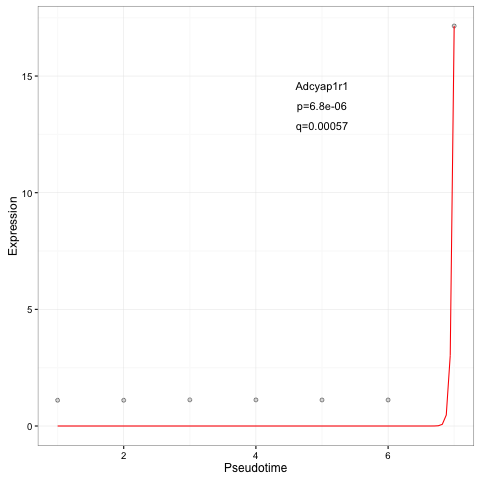 15
Adcyap1r1
p=6.8e-06
q=0.00057
10
Expression
5
0
2 4 6
Pseudotime